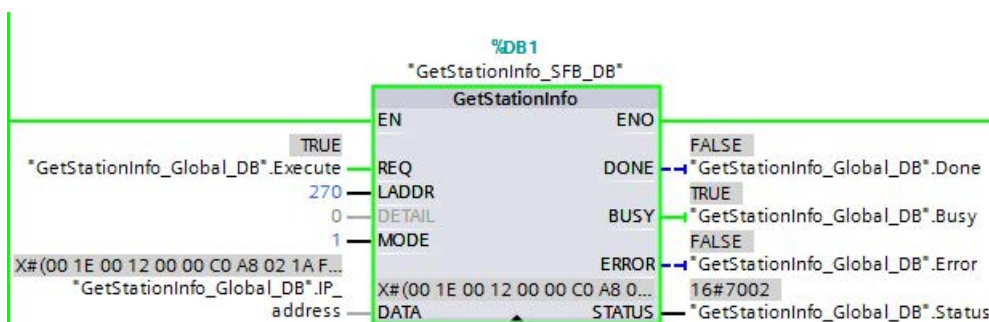 %DB1
"GetStationInfo_SFB_DB"
GetStationInfo
EN ENO
TRUE FALSE
"GetStationInfo_Global_DB".Execute REQ DONE "GetStationInfo_Global_DB".Done
270 LADDR TRUE
0 DETAIL BUSY "GetStationInfo_Global_DB".Busy
1 MODE FALSE
X#(00 1E 00 12 00 00 C0 A8 02 1A F... ERROR "GetStationInfo_Global_DB".Error
"GetStationInfo_Global_DB".IP_ X#(00 1E 00 12 00 00 C0 A8 0... 16#7002
address DATA STATUS "GetStationInfo_Global_DB".Status